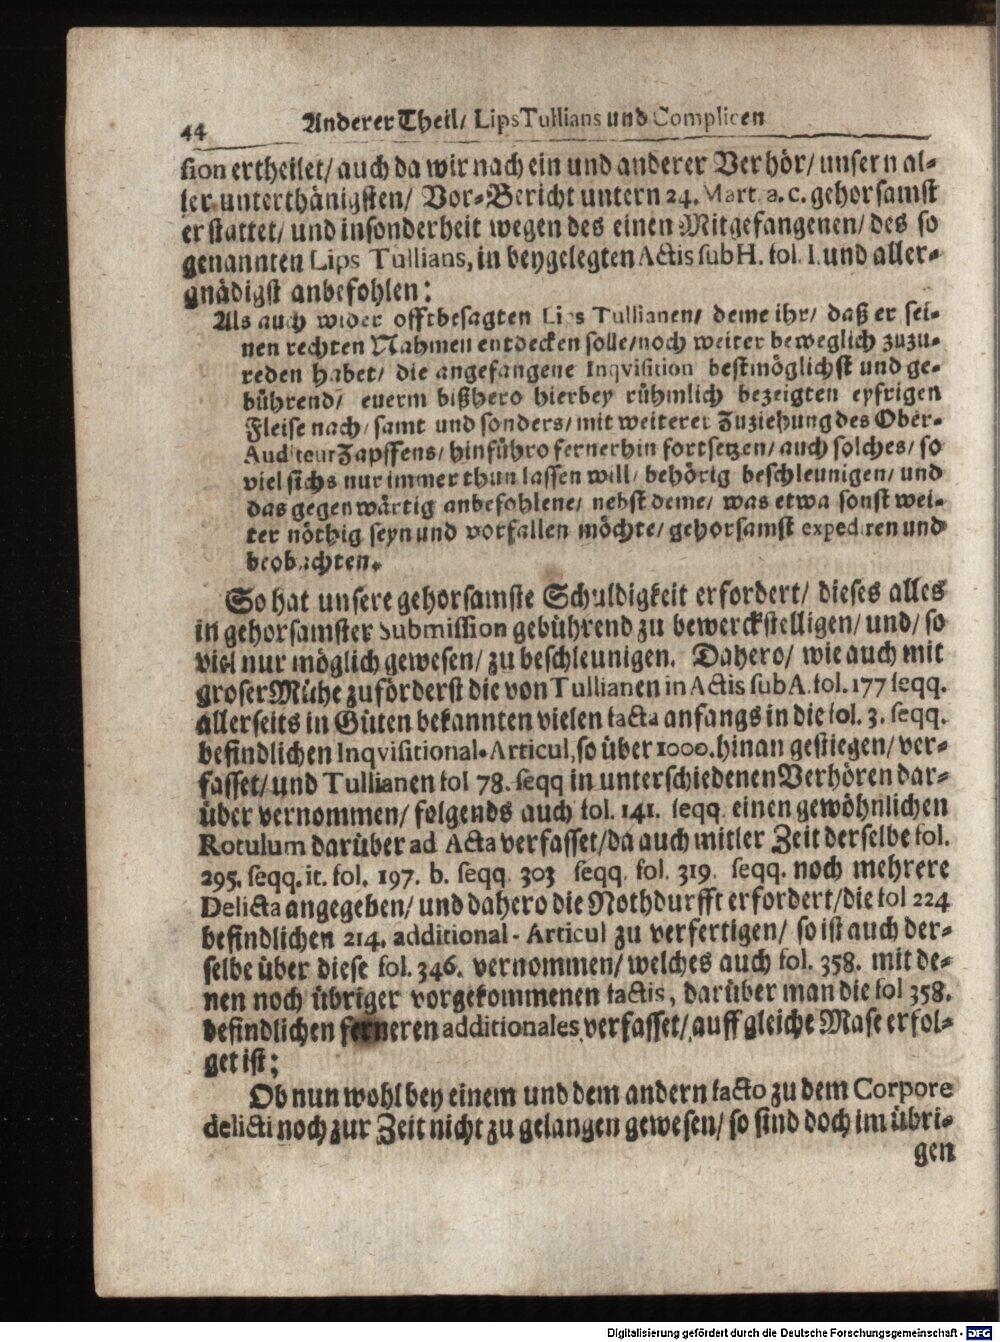 44 Anderer Theil/ Lips Tullians und Complicen
sion ertheilet/ auch da wir nach ein und anderer Verhör/ unsern al-
ler unterthänigsten/ Vor-Bericht untern 24. Mart. a. c. gehorsamst
erstattet/ und insonderheit wegen des einen Mitgefangenen/ des so
genannten Lips Tullians, in beygelegten Actis sub H. fol. I. und aller-
gnädigst anbefohlen:
Als auch wider offtbesagten Lips Tullianen/ deme ihr/ daß er sei-
nen rechten Nahmen entdecken solle/ noch weiter beweglich zuzu-
reden habet/ die angefangene Inqvisition bestmöglichst und ge-
bührend/ euerm bißhero hierbey rühmlich bezeigten eyfrigen
Fleise nach/ samt und sonders/ mit weiterer Zuziehung des Ober-
Auditeur Zapffens/ hinführo fernerhin fortsetzen/ auch solches/ so
viel sichs nur immer thun lassen will/ behörig beschleunigen/ und
das gegenwärtig anbefohlene/ nebst deme/ was etwa sonst wei-
ter nöthig seyn und vorfallen möchte/ gehorsamst expediren und
beobachten.
So hat unsere gehorsamste Schuldigkeit erfordert/ dieses alles
in gehorsamster Submission gebührend zu bewerckstelligen/ und/ so
viel nur möglich gewesen/ zu beschleunigen. Dahero/ wie auch mit
groser Mühe zuförderst die von Tullianen in Actis sub A. fol. 177 seqq.
allerseits in Güten bekannten vielen facta anfangs in die fol. 3. seqq.
befindlichen Inqvisitional-Articul, so über 1000. hinan gestiegen/ ver-
fasset/ und Tullianen fol 78. seqq in unterschiedenen Verhören dar-
über vernommen/ folgends auch fol. 141. seqq. einen gewöhnlichen
Rotulum darüber ad Acta verfasset/ da auch mitler Zeit derselbe fol.
295. seqq. it. fol. 197. b. seqq. 303 seqq. fol. 319. seqq. noch mehrere
Delicta angegeben/ und dahero die Nothdurfft erfordert/ die fol 224
befindlichen 214. additional-Articul zu verfertigen/ so ist auch der-
selbe über diese fol. 346. vernommen/ welches auch fol. 358. mit de-
nen noch übriger vorgekommenen factis, darüber man die fol 358.
befindlichen ferneren additionales verfasset/ auff gleiche Mase erfol-
get ist;
Ob nun wohl bey einem und dem andern facto zu dem Corpore
delicti noch zur Zeit nicht zu gelangen gewesen/ so sind doch im übri-
gen
Digitalisierung gefördert durch die Deutsche Forschungsgemeinschaft - DFG